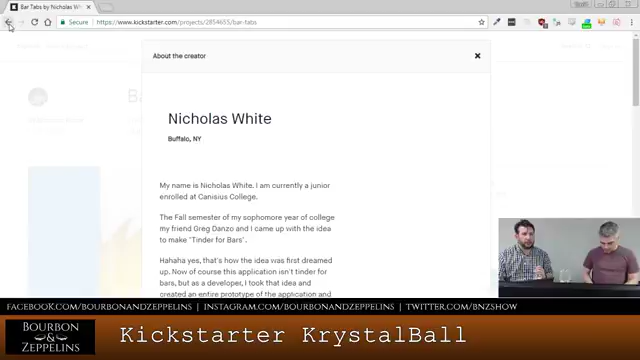 Bar Tabs by Nicholas Wh
Secure
https://www.kickstarter.com/projects/2854655/bar-tabs
About the creator
Nicholas White
Buffalo, NY
My name is Nicholas White. I am currently a junior
enrolled at Canisius College.
The Fall semester of my sophomore year of college
my friend Greg Danzo and I came up with the idea
to make "Tinder for Bars".
Hahaha yes, that's how the idea was first dreamed
up. Now of course this application isn't tinder for
bars, but as a developer, I took that idea and
created an entire prototype of the application and
FACEBOOK.COM/BOURBONANDZEPPELINS | INSTAGRAM.COM/BOURBONANDZEPPELINS | TWITTER.COM/BNZSHOW
BOURBON
&
ZEPPELINS
Kickstarter KrystalBall